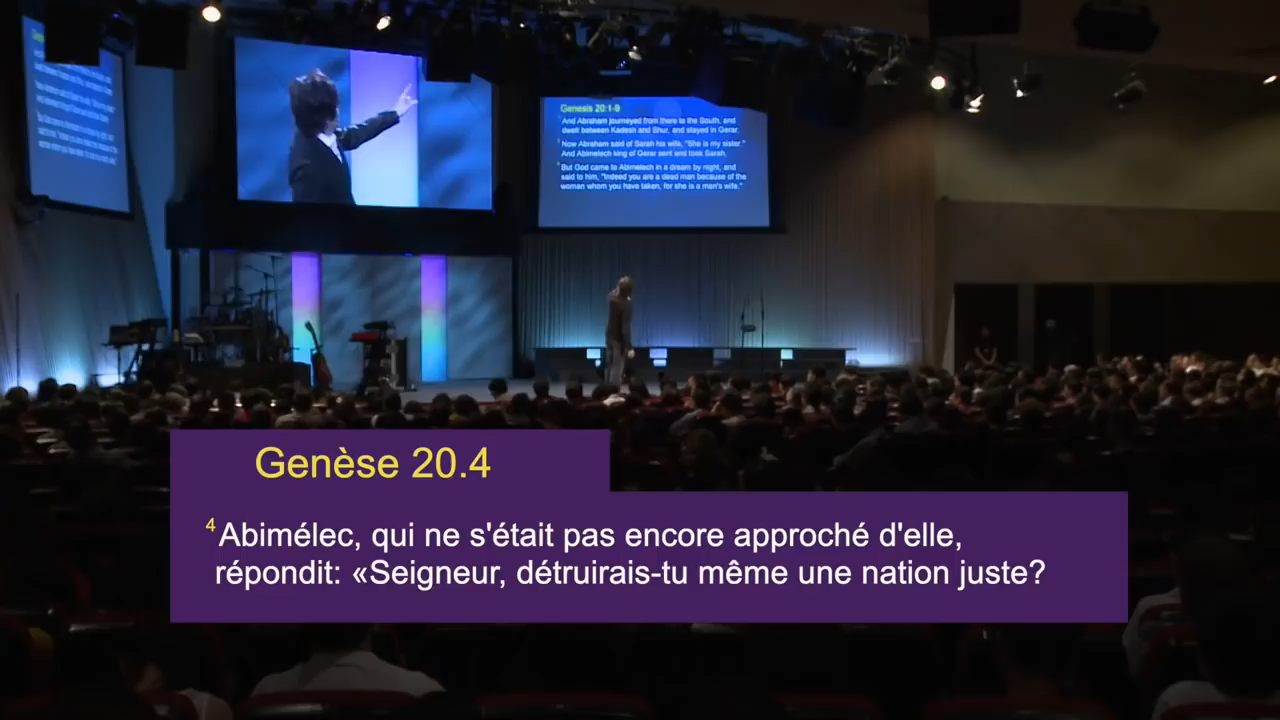 Genesis 20:1-9
And Abraham journeyed from there to the South, and
dwelt between Kadesh and Shur, and stayed in Gerar.
Now Abraham said of Sarah his wife, "She is my sister."
And Abimelech king of Gerar sent and took Sarah.
But God came to Abimelech in a dream by night, and
said to him, "Indeed you are a dead man because of the
woman whom you have taken, for she is a man's wife."
Genèse 20.4
4 Abimélec, qui ne s'était pas encore approché d'elle,
répondit: «Seigneur, détruirais-tu même une nation juste?